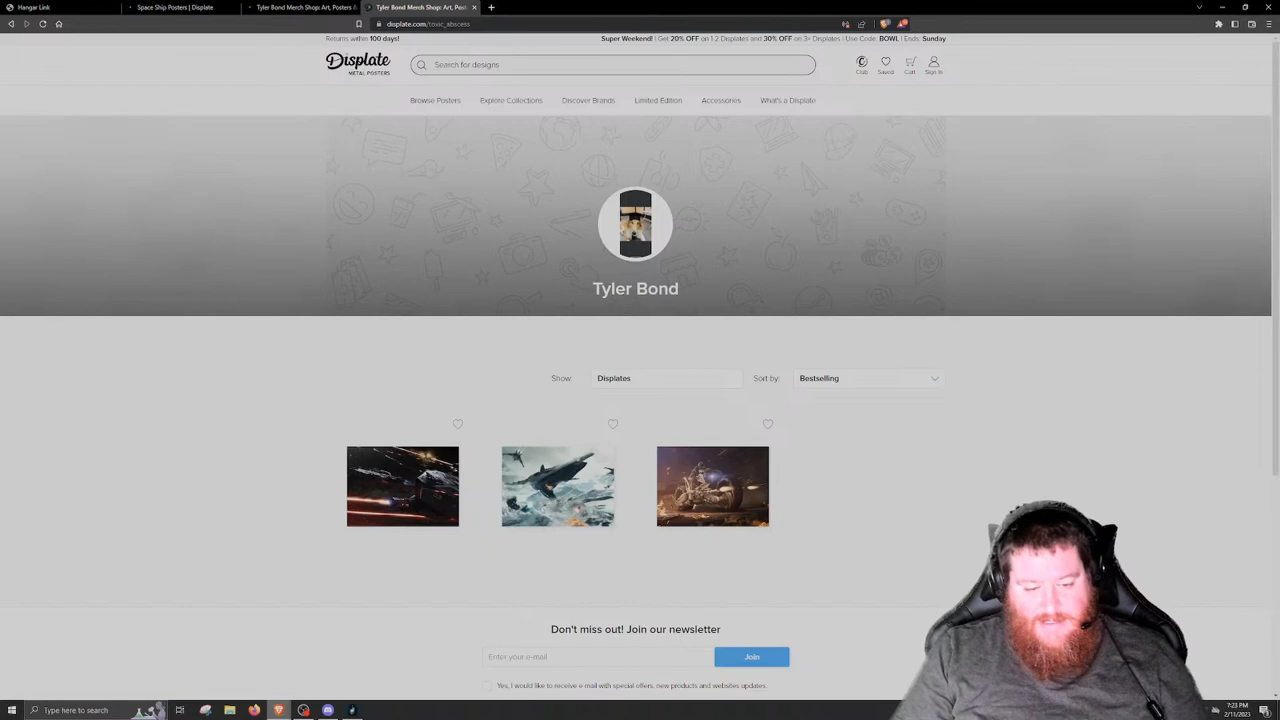 Hangar Link
Space Ship Posters | Displate
Tyler Bond Merch Shop: Art, Posters &
Tyler Bond Merch Shop: Art, Post
displate.com/toxic_abscess
Returns within 100 days!
Super Weekend! | Get 20% OFF on 1-2 Displates and 30% OFF on 3+ Displates | Use Code: BOWL | Ends: Sunday
Displate
METAL POSTERS
Search for designs
Club
Saved
Cart
Sign In
Browse Posters
Explore Collections
Discover Brands
Limited Edition
Accessories
What's a Displate
Tyler Bond
Show:
Displates
Sort by:
Bestselling
Don't miss out! Join our newsletter
Enter your e-mail
Join
Yes, I would like to receive e-mail with special offers, new products and websites updates.
Type here to search
7:23 PM
2/11/2023